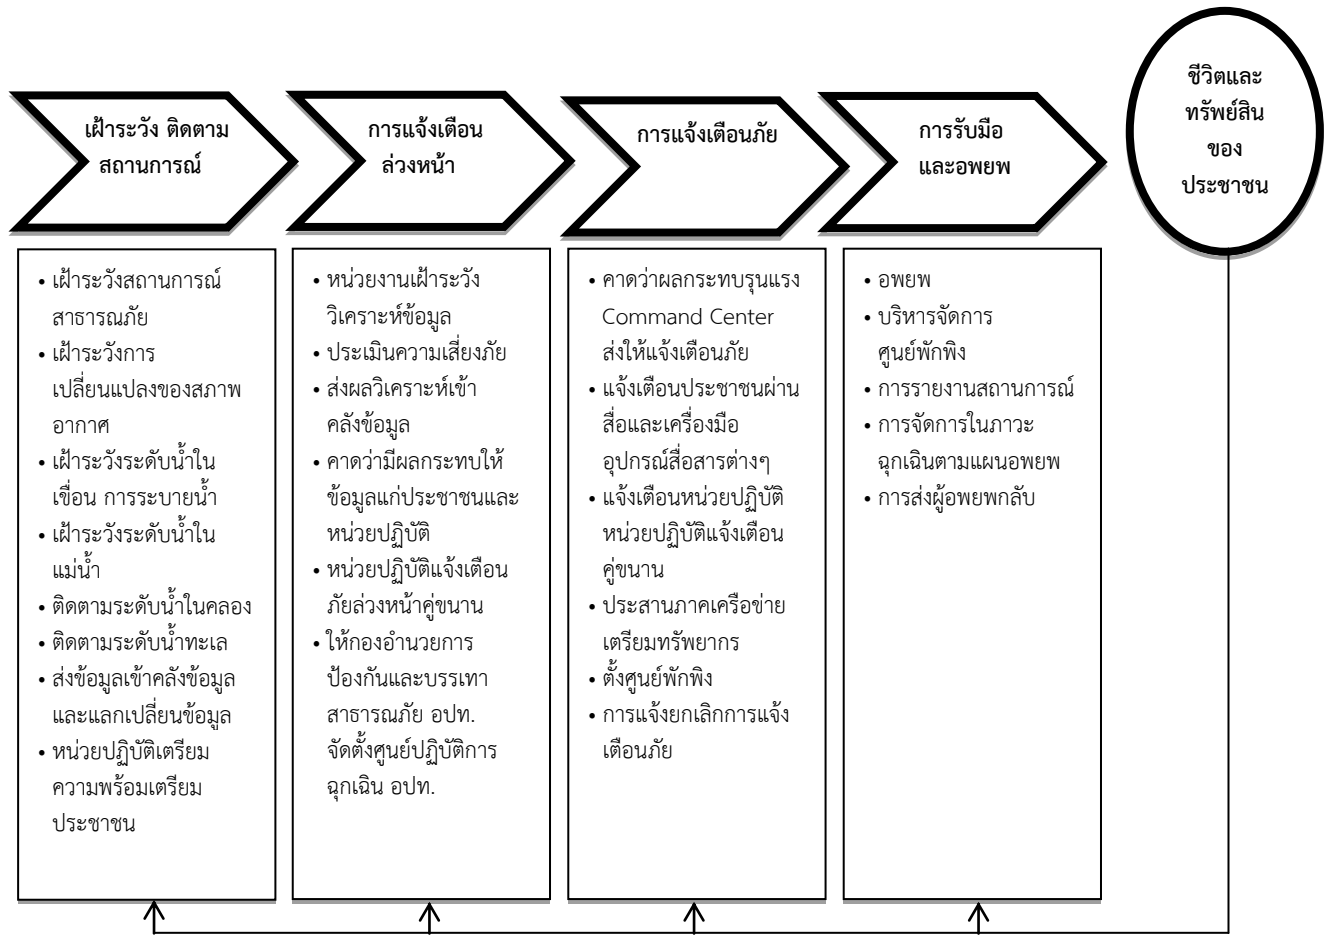 เฝ้าระวัง ติดตาม
สถานการณ์
การแจ้งเตือน
ล่วงหน้า
การแจ้งเตือนภัย
การรับมือ
และอพยพ
ชีวิตและ
ทรัพย์สิน
ของ
ประชาชน
• เฝ้าระวังสถานการณ์
สาธารณภัย
• เฝ้าระวังการ
เปลี่ยนแปลงของสภาพ
อากาศ
• เฝ้าระวังระดับน้ำใน
เขื่อน การระบายน้ำ
• เฝ้าระวังระดับน้ำใน
แม่น้ำ
• ติดตามระดับน้ำในคลอง
• ติดตามระดับน้ำทะเล
• ส่งข้อมูลเข้าคลังข้อมูล
และแลกเปลี่ยนข้อมูล
• หน่วยปฏิบัติเตรียม
ความพร้อมเตรียม
ประชาชน
• หน่วยงานเฝ้าระวัง
วิเคราะห์ข้อมูล
• ประเมินความเสี่ยงภัย
• ส่งผลวิเคราะห์เข้า
คลังข้อมูล
• คาดว่ามีผลกระทบให้
ข้อมูลแก่ประชาชนและ
หน่วยปฏิบัติ
• หน่วยปฏิบัติแจ้งเตือน
ภัยล่วงหน้าคู่ขนาน
• ให้กองอำนวยการ
ป้องกันและบรรเทา
สาธารณภัย อปท.
จัดตั้งศูนย์ปฏิบัติการ
ฉุกเฉิน อปท.
• คาดว่าผลกระทบรุนแรง
Command Center
ส่งให้แจ้งเตือนภัย
• แจ้งเตือนประชาชนผ่าน
สื่อและเครื่องมือ
อุปกรณ์สื่อสารต่างๆ
• แจ้งเตือนหน่วยปฏิบัติ
หน่วยปฏิบัติแจ้งเตือน
คู่ขนาน
• ประสานภาคเครือข่าย
เตรียมทรัพยากร
• ตั้งศูนย์พักพิง
• การแจ้งยกเลิกการแจ้ง
เตือนภัย
• อพยพ
• บริหารจัดการ
ศูนย์พักพิง
• การรายงานสถานการณ์
• การจัดการในภาวะ
ฉุกเฉินตามแผนอพยพ
• การส่งผู้อพยพกลับ